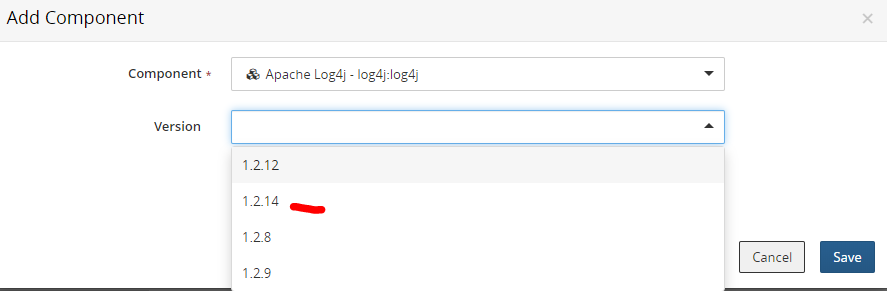 Add Component
×
Component *
Apache Log4j - log4j:log4j
Version
1.2.12
1.2.14
1.2.8
1.2.9
Cancel
Save